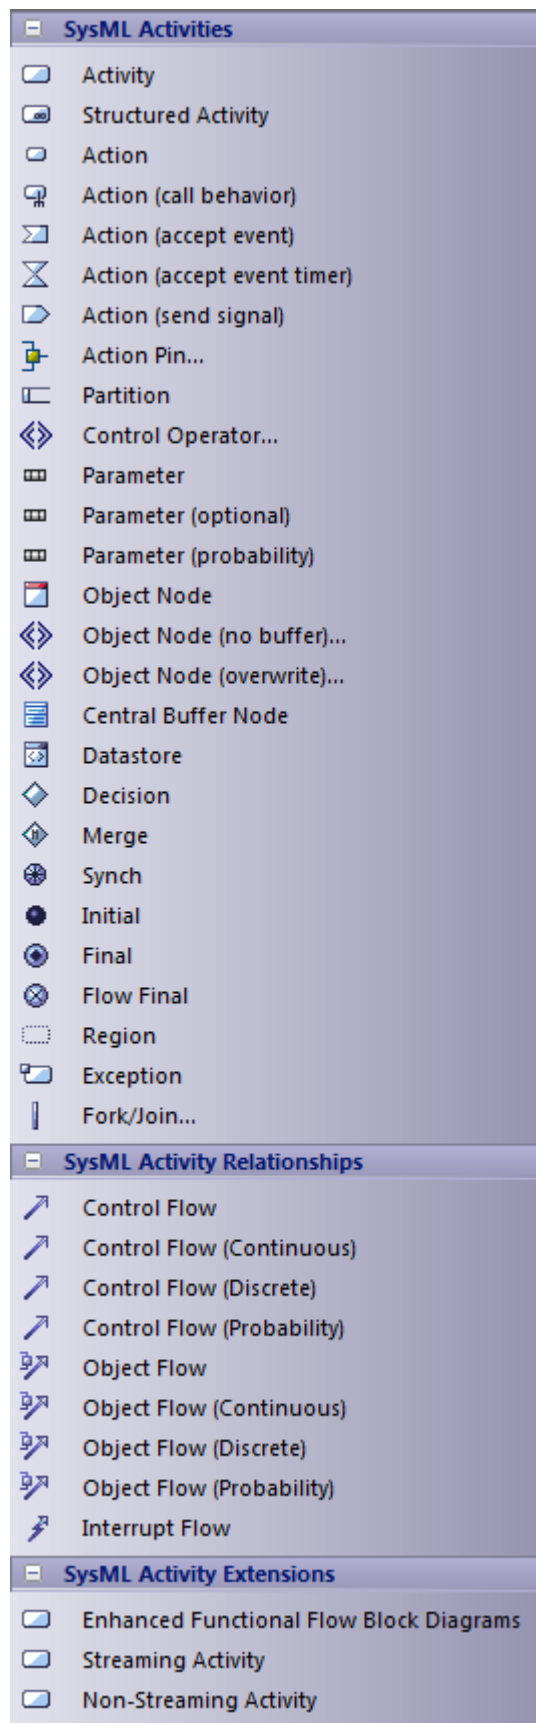 SysML Activities
Activity
Structured Activity
Action
Action (call behavior)
Action (accept event)
Action (accept event timer)
Action (send signal)
Action Pin...
Partition
Control Operator...
Parameter
Parameter (optional)
Parameter (probability)
Object Node
Object Node (no buffer)...
Object Node (overwrite)...
Central Buffer Node
Datastore
Decision
Merge
Synch
Initial
Final
Flow Final
Region
Exception
Fork/Join...
SysML Activity Relationships
Control Flow
Control Flow (Continuous)
Control Flow (Discrete)
Control Flow (Probability)
Object Flow
Object Flow (Continuous)
Object Flow (Discrete)
Object Flow (Probability)
Interrupt Flow
SysML Activity Extensions
Enhanced Functional Flow Block Diagrams
Streaming Activity
Non-Streaming Activity